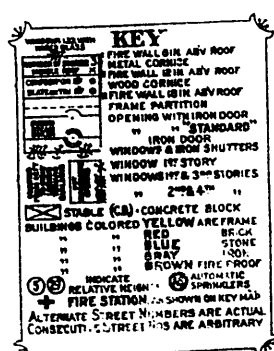 KEY
FIRE WALL 6 IN. ABV ROOF
METAL CORNICE
FIRE WALL 12 IN. ABV ROOF
WOOD CORNICE
FIRE WALL 18 IN. ABV ROOF
FRAME PARTITION
OPENING WITH IRON DOOR
" " "STANDARD"
IRON DOOR
WINDOWS & IRON SHUTTERS
WINDOW 1ST STORY
WINDOWS 1ST & 3RD STORIES
" 2ND & 4TH "
STABLE (C.B.) CONCRETE BLOCK
BUILDINGS COLORED YELLOW ARE FRAME
" " RED BRICK
" " BLUE STONE
" " GRAY IRON
" " BROWN FIRE PROOF
INDICATE
RELATIVE HEIGHT
AUTOMATIC
SPRINKLERS
FIRE STATION, AS SHOWN ON KEY MAP
ALTERNATE STREET NUMBERS ARE ACTUAL
CONSECUTIVE STREET NOS ARE ARBITRARY